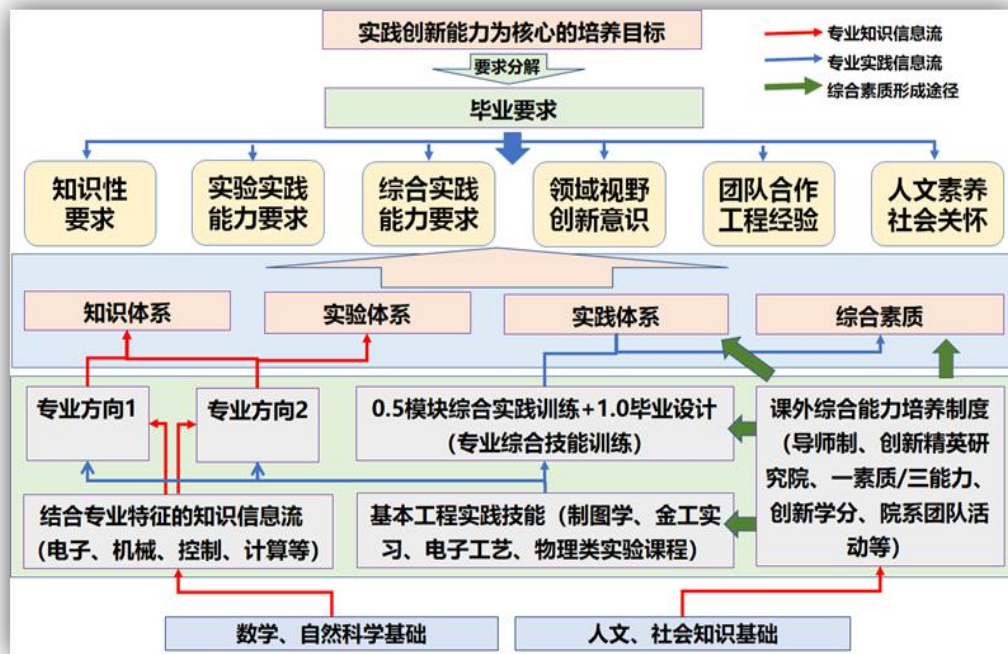 实践创新能力为核心的培养目标
专业知识信息流
专业实践信息流
综合素质形成途径
要求分解
毕业要求
知识性
要求
实验实践
能力要求
综合实践
能力要求
领域视野
创新意识
团队合作
工程经验
人文素养
社会关怀
知识体系
实验体系
实践体系
综合素质
专业方向1
专业方向2
0.5模块综合实践训练+1.0毕业设计
（专业综合技能训练）
课外综合能力培养制度
（导师制、创新精英研
究院、一素质/三能力、
创新学分、院系团队活
动等）
结合专业特征的知识信息流
（电子、机械、控制、计算等）
基本工程实践技能（制图学、金工实
习、电子工艺、物理类实验课程）
数学、自然科学基础
人文、社会知识基础